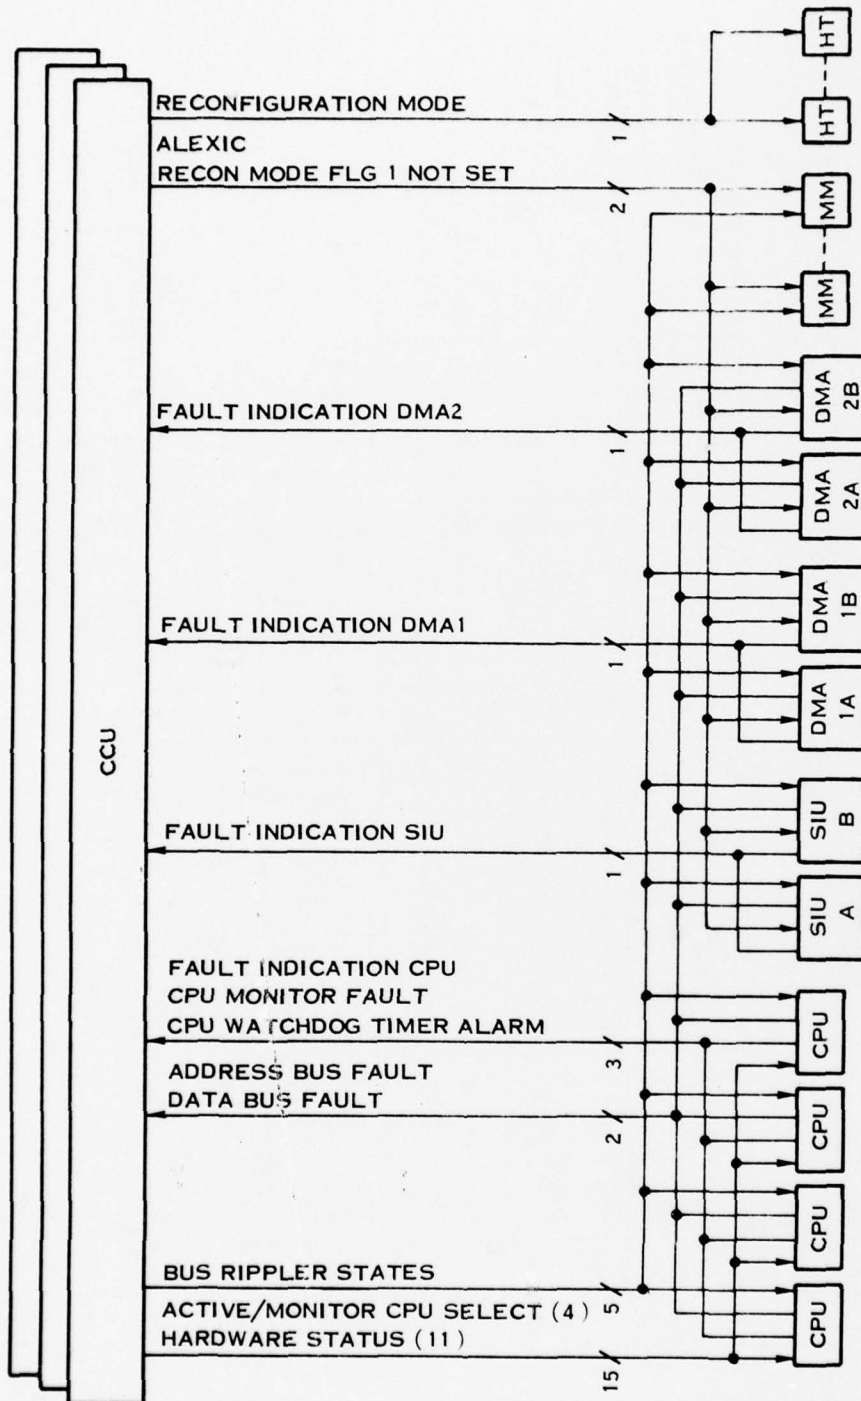 RECONFIGURATION MODE
1
HT
HT
ALEXIC
RECON MODE FLG 1 NOT SET
2
MM
MM
FAULT INDICATION DMA2
1
DMA
2B
DMA
2A
FAULT INDICATION DMA1
1
DMA
1B
DMA
1A
CCU
FAULT INDICATION SIU
1
SIU
B
SIU
A
FAULT INDICATION CPU
CPU MONITOR FAULT
CPU WATCHDOG TIMER ALARM
3
CPU
ADDRESS BUS FAULT
DATA BUS FAULT
2
CPU
CPU
BUS RIPPLER STATES
5
ACTIVE/MONITOR CPU SELECT (4)
HARDWARE STATUS (11)
15
CPU